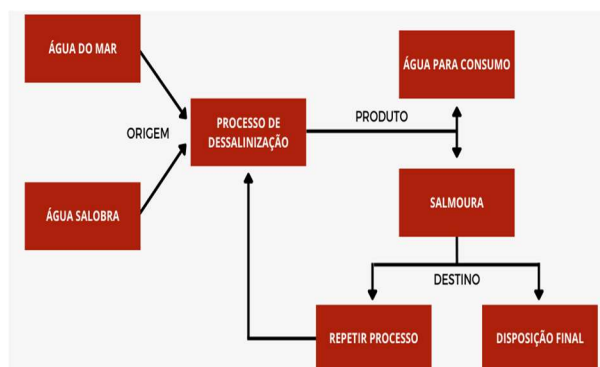 ÁGUA DO MAR
ÁGUA PARA CONSUMO
PROCESSO DE
DESSALINIZAÇÃO
PRODUTO
ORIGEM
ÁGUA SALOBRA
SALMOURA
DESTINO
REPETIR PROCESSO
DISPOSIÇÃO FINAL